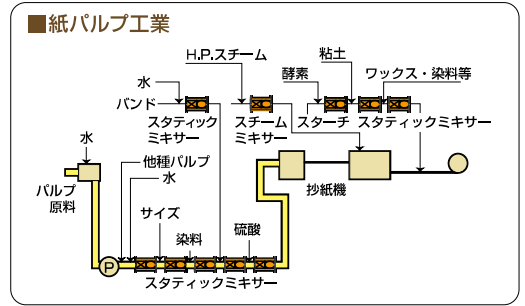 ■紙パルプ工業
H.P.スチーム
粘土
水
酵素
ワックス・染料等
バンド
スタティック
ミキサー
スチーム
ミキサー
スターチ
スタティックミキサー
水
他種パルプ
水
パルプ
原料
抄紙機
サイズ
硫酸
染料
P
スタティックミキサー